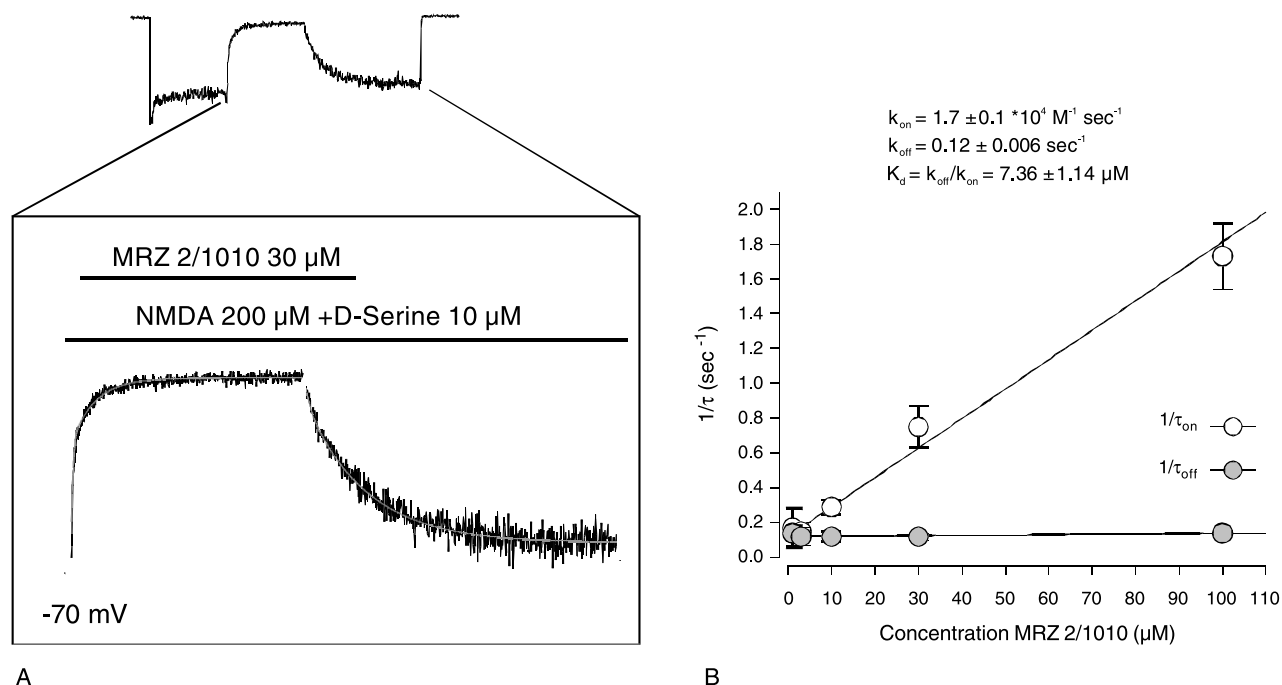 MRZ 2/1010 30 µM
NMDA 200 µM +D-Serine 10 µM
-70 mV
A
k_on = 1.7 ±0.1 *10⁴ M⁻¹ sec⁻¹
k_off = 0.12 ± 0.006 sec⁻¹
K_d = k_off/k_on = 7.36 ±1.14 µM
1/τ (sec⁻¹)
2.0
1.8
1.6
1.4
1.2
1.0
0.8
0.6
0.4
0.2
0.0
1/τ_on
1/τ_off
0 10 20 30 40 50 60 70 80 90 100 110
Concentration MRZ 2/1010 (µM)
B